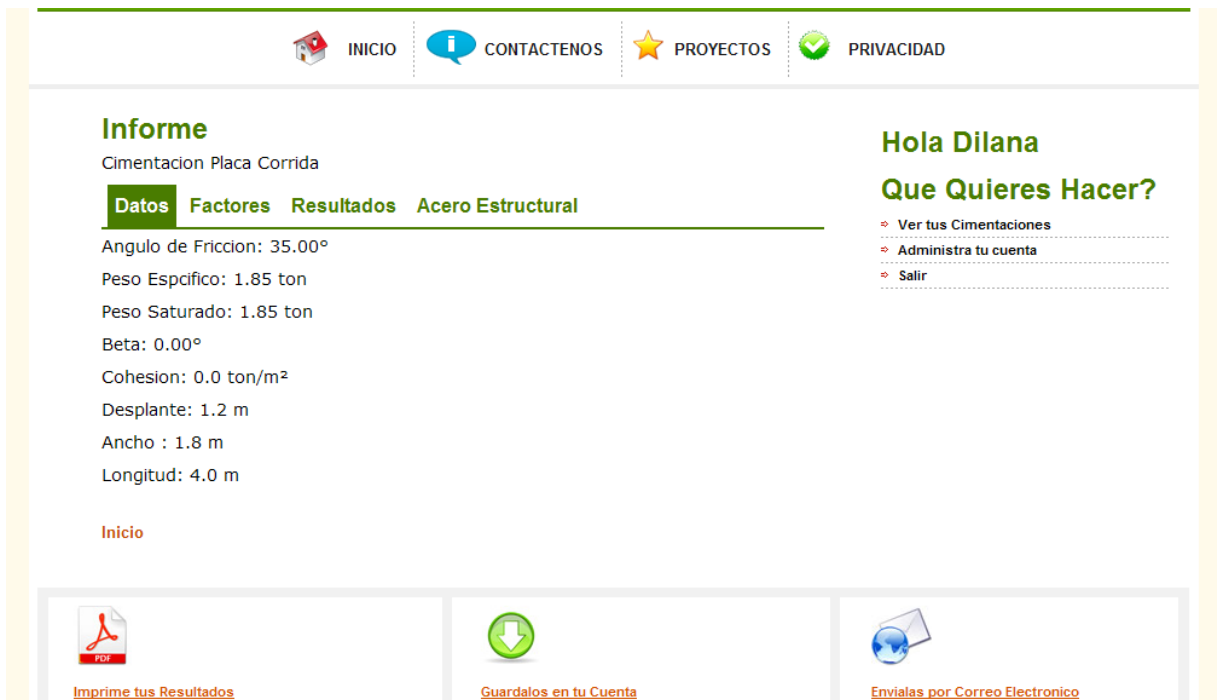 INICIO CONTACTENOS PROYECTOS PRIVACIDAD
Informe
Cimentacion Placa Corrida
Datos Factores Resultados Acero Estructural
Angulo de Friccion: 35.00°
Peso Espcifico: 1.85 ton
Peso Saturado: 1.85 ton
Beta: 0.00°
Cohesion: 0.0 ton/m²
Desplante: 1.2 m
Ancho : 1.8 m
Longitud: 4.0 m
Inicio
Hola Dilana
Que Quieres Hacer?
Ver tus Cimentaciones
Administra tu cuenta
Salir
PDF
Imprime tus Resultados
Guardalos en tu Cuenta
Envialas por Correo Electronico